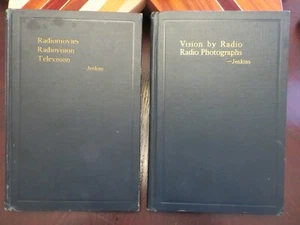 Radiomovies
Radiovision
Television
—Jenkins
Vision by Radio
Radio Photographs
—Jenkins